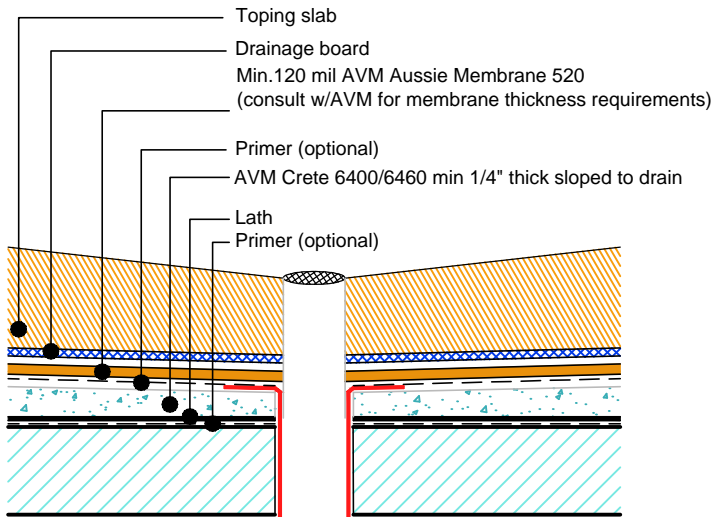 Toping slab
Drainage board
Min.120 mil AVM Aussie Membrane 520
(consult w/AVM for membrane thickness requirements)
Primer (optional)
AVM Crete 6400/6460 min 1/4" thick sloped to drain
Lath
Primer (optional)